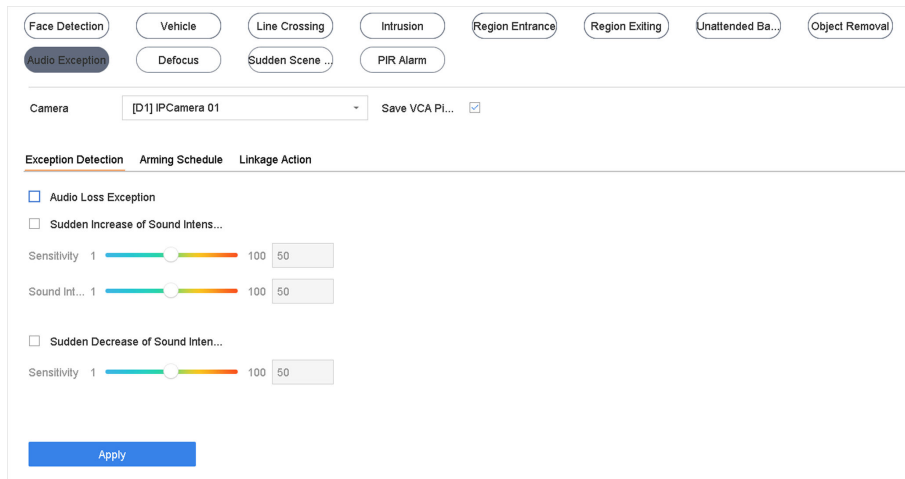 Face Detection Vehicle Line Crossing Intrusion Region Entrance Region Exiting Unattended Ba... Object Removal
Audio Exception Defocus Sudden Scene ... PIR Alarm
Camera [D1] IPCamera 01 Save VCA Pi...
Exception Detection Arming Schedule Linkage Action
Audio Loss Exception
Sudden Increase of Sound Intens...
Sensitivity 1 100 50
Sound Int... 1 100 50
Sudden Decrease of Sound Inten...
Sensitivity 1 100 50
Apply